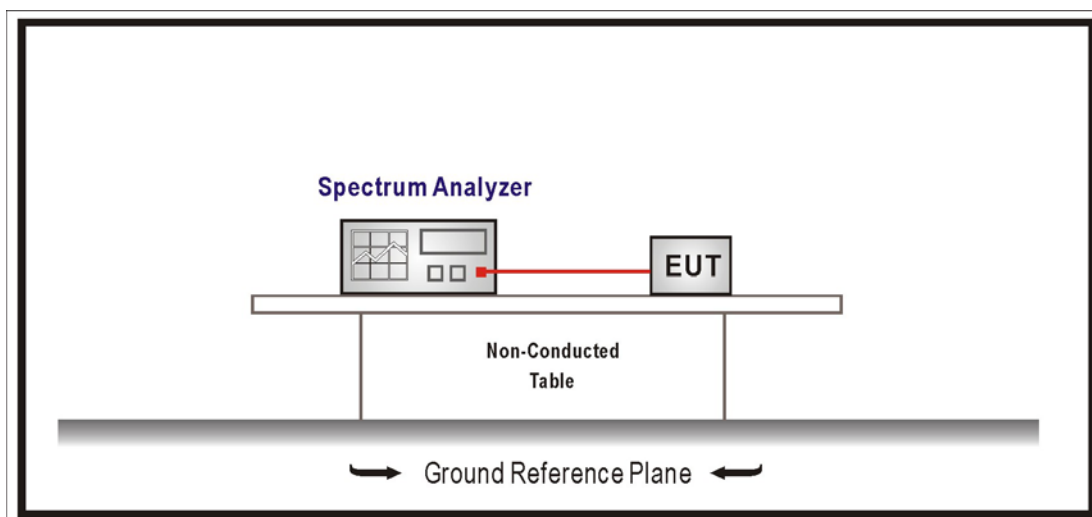 Spectrum Analyzer
EUT
Non-Conducted
Table
Ground Reference Plane